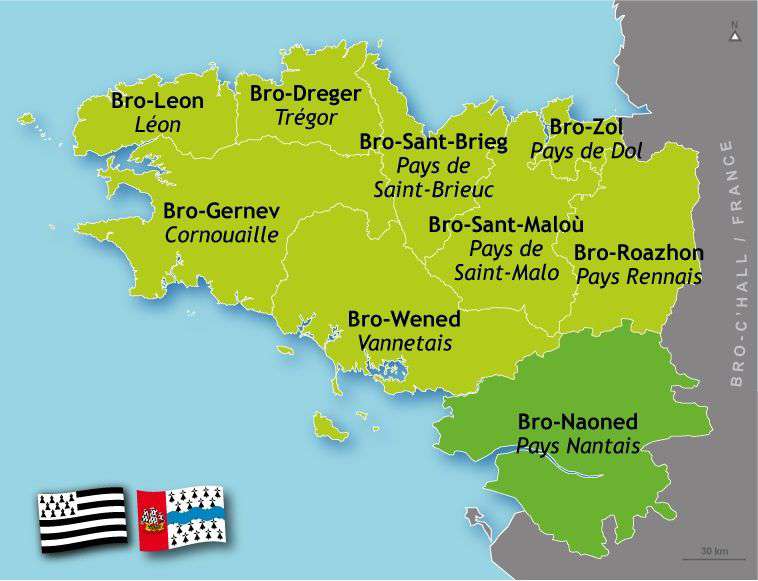 N
Bro-Leon
Léon
Bro-Dreger
Trégor
Bro-Sant-Brieg
Pays de
Saint-Brieuc
Bro-Zol
Pays de Dol
Bro-Gernev
Cornouaille
Bro-Sant-Maloù
Pays de
Saint-Malo
Bro-Roazhon
Pays Rennais
Bro-Wened
Vannetais
Bro-Naoned
Pays Nantais
BRO-C'HALL / FRANCE
30 km